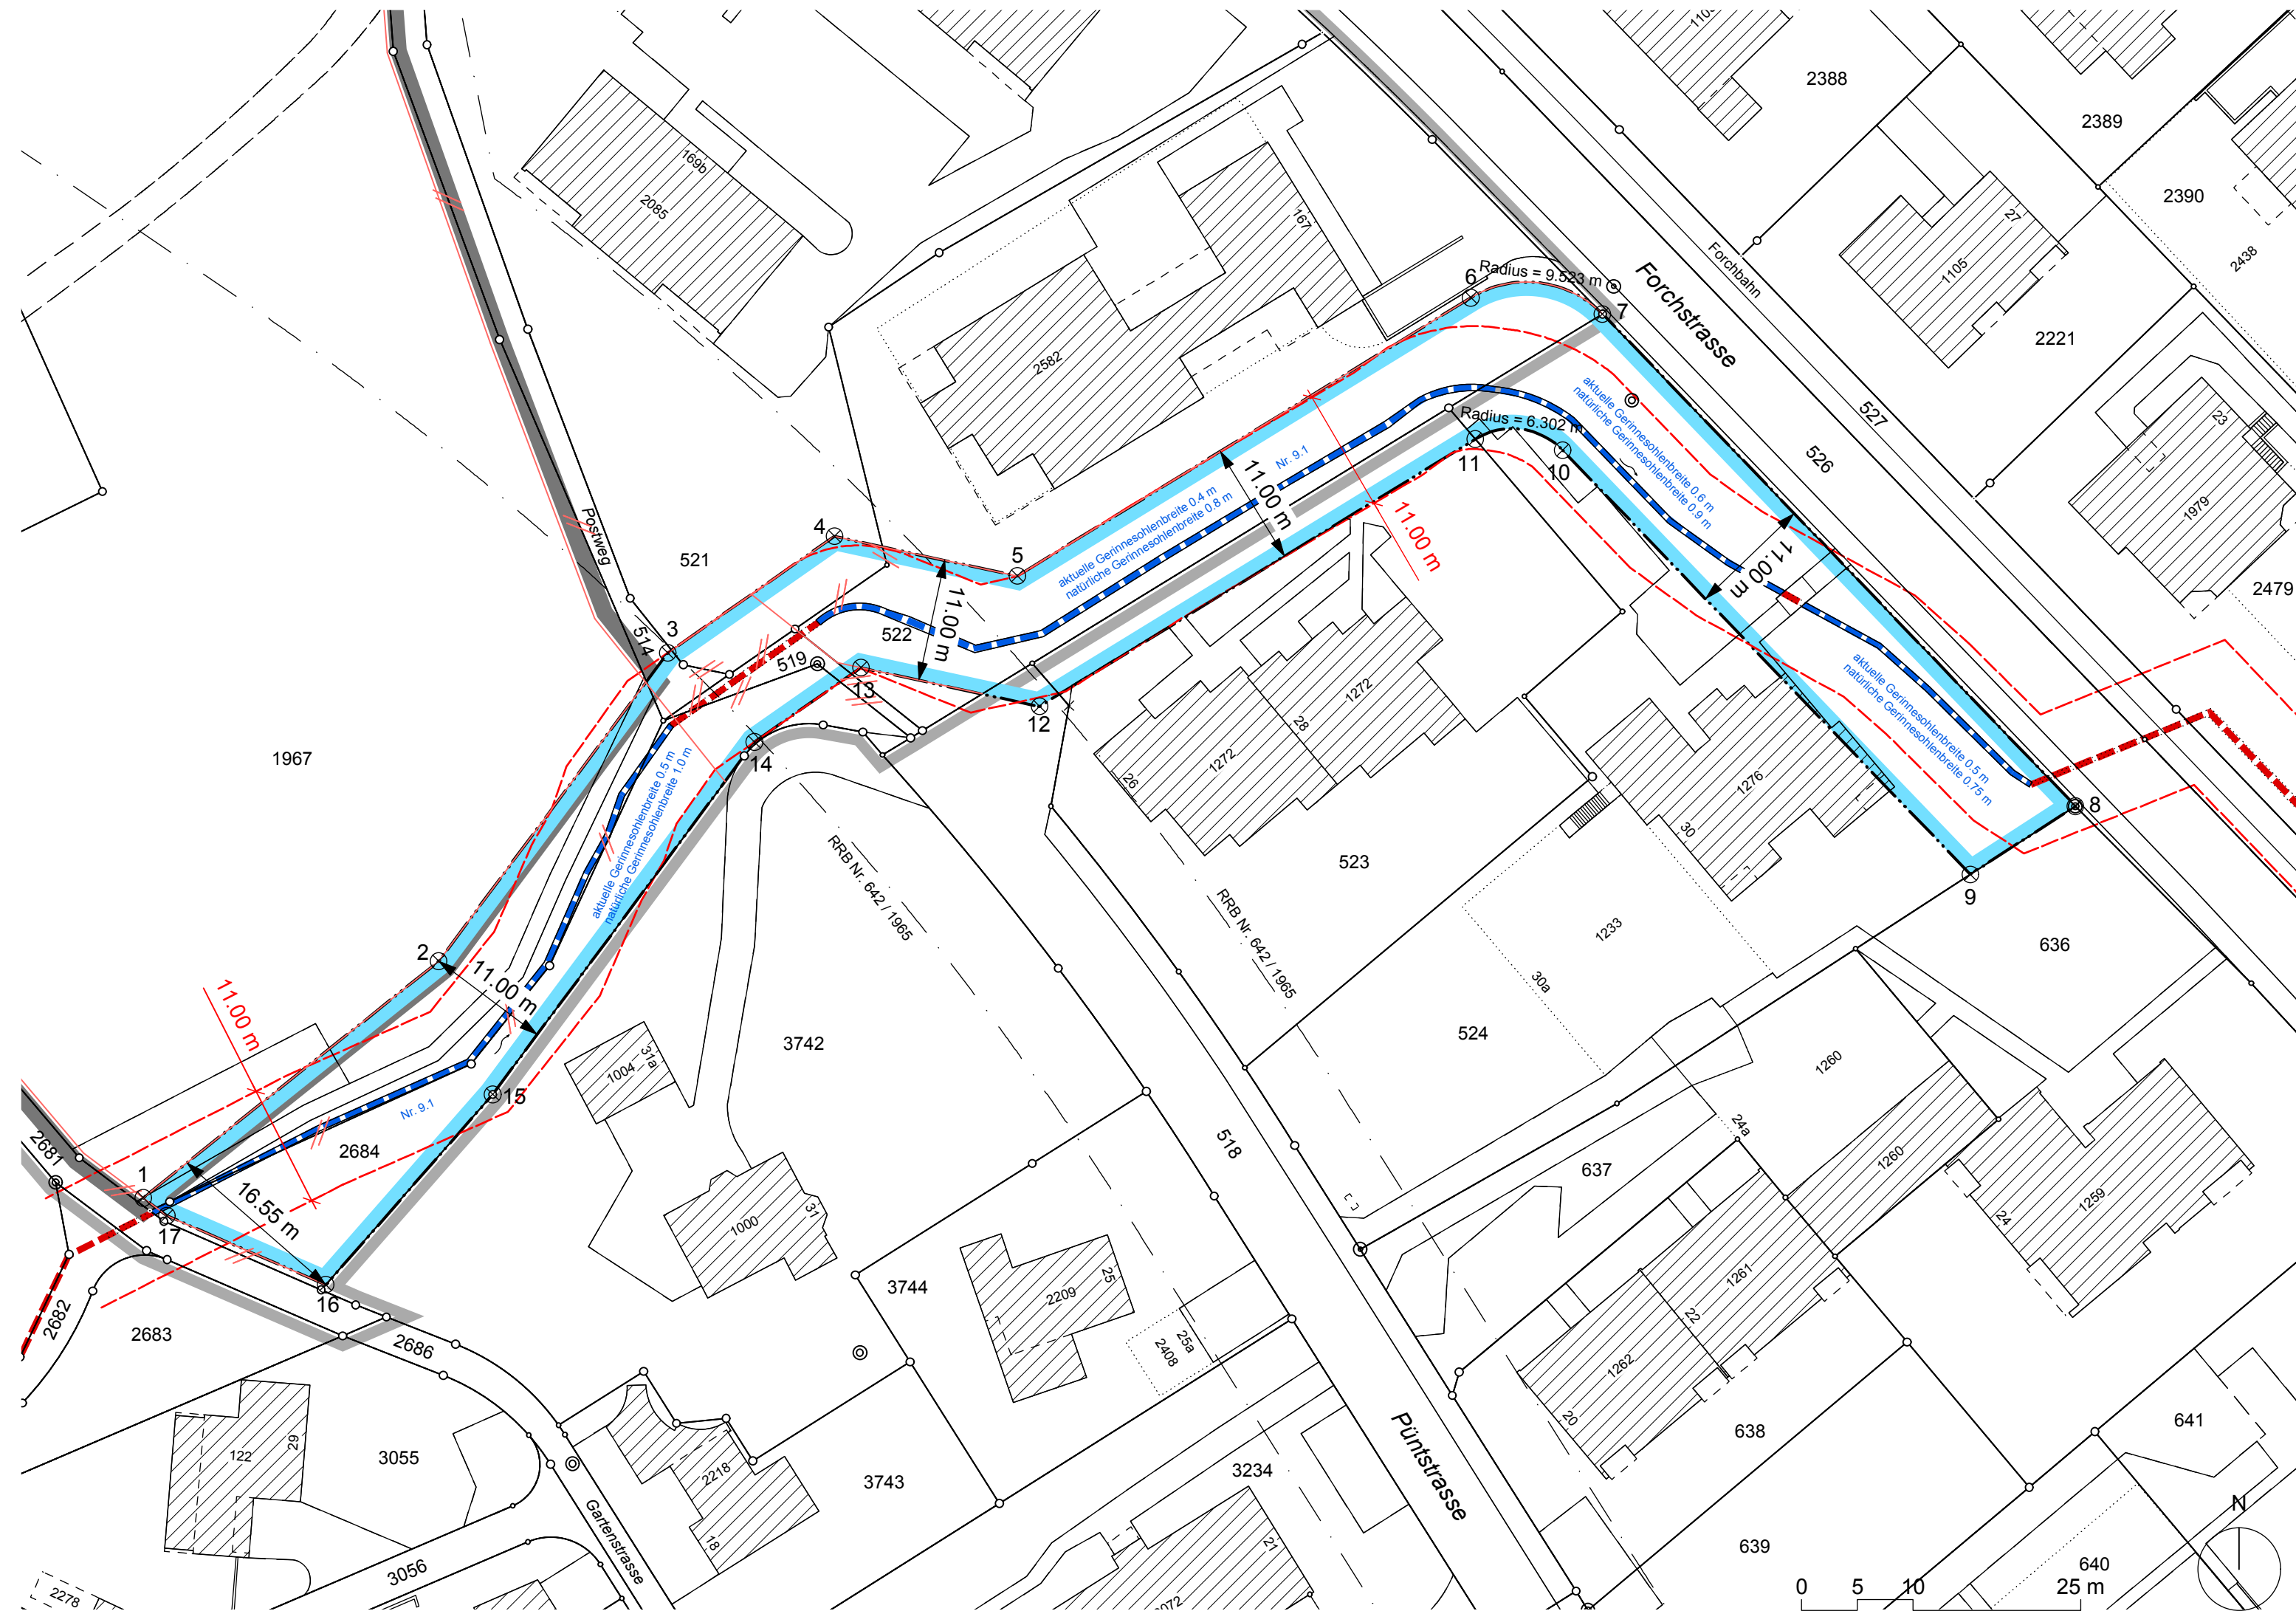 2388
110
2389
169b
2390
2085
167
27
2438
Forchbahn
1105
Radius = 9.523 m
6
7
Forchstrasse
2221
2582
aktuelle Gerinnesohlenbreite 0.6 m
natürliche Gerinnesohlenbreite 0.9 m
527
23
Radius = 6.302 m
11
10
526
Nr. 9.1
11.00 m
11.00 m
aktuelle Gerinnesohlenbreite 0.4 m
natürliche Gerinnesohlenbreite 0.8 m
1979
Postweg
4
5
521
11.00 m
2479
514
3
522
11.00 m
519
13
12
aktuelle Gerinnesohlenbreite 0.5 m
natürliche Gerinnesohlenbreite 0.75 m
1272
28
1272
26
14
1967
aktuelle Gerinnesohlenbreite 0.5 m
natürliche Gerinnesohlenbreite 1.0 m
1276
30
8
RRB Nr. 642 / 1965
523
9
RRB Nr. 642 / 1965
1233
636
2
11.00 m
30a
11.00 m
3742
524
1004
31a
15
Nr. 9.1
1260
24a
2681
2684
518
637
1260
1
16.55 m
1259
24
17
1000
31
16
3744
2209
25
1261
22
2682
2683
2686
25a
2408
1262
20
Püntstrasse
638
641
122
29
3055
2218
18
3743
3234
Gartenstrasse
21
N
3056
639
640
2278
072
0 5 10 25 m